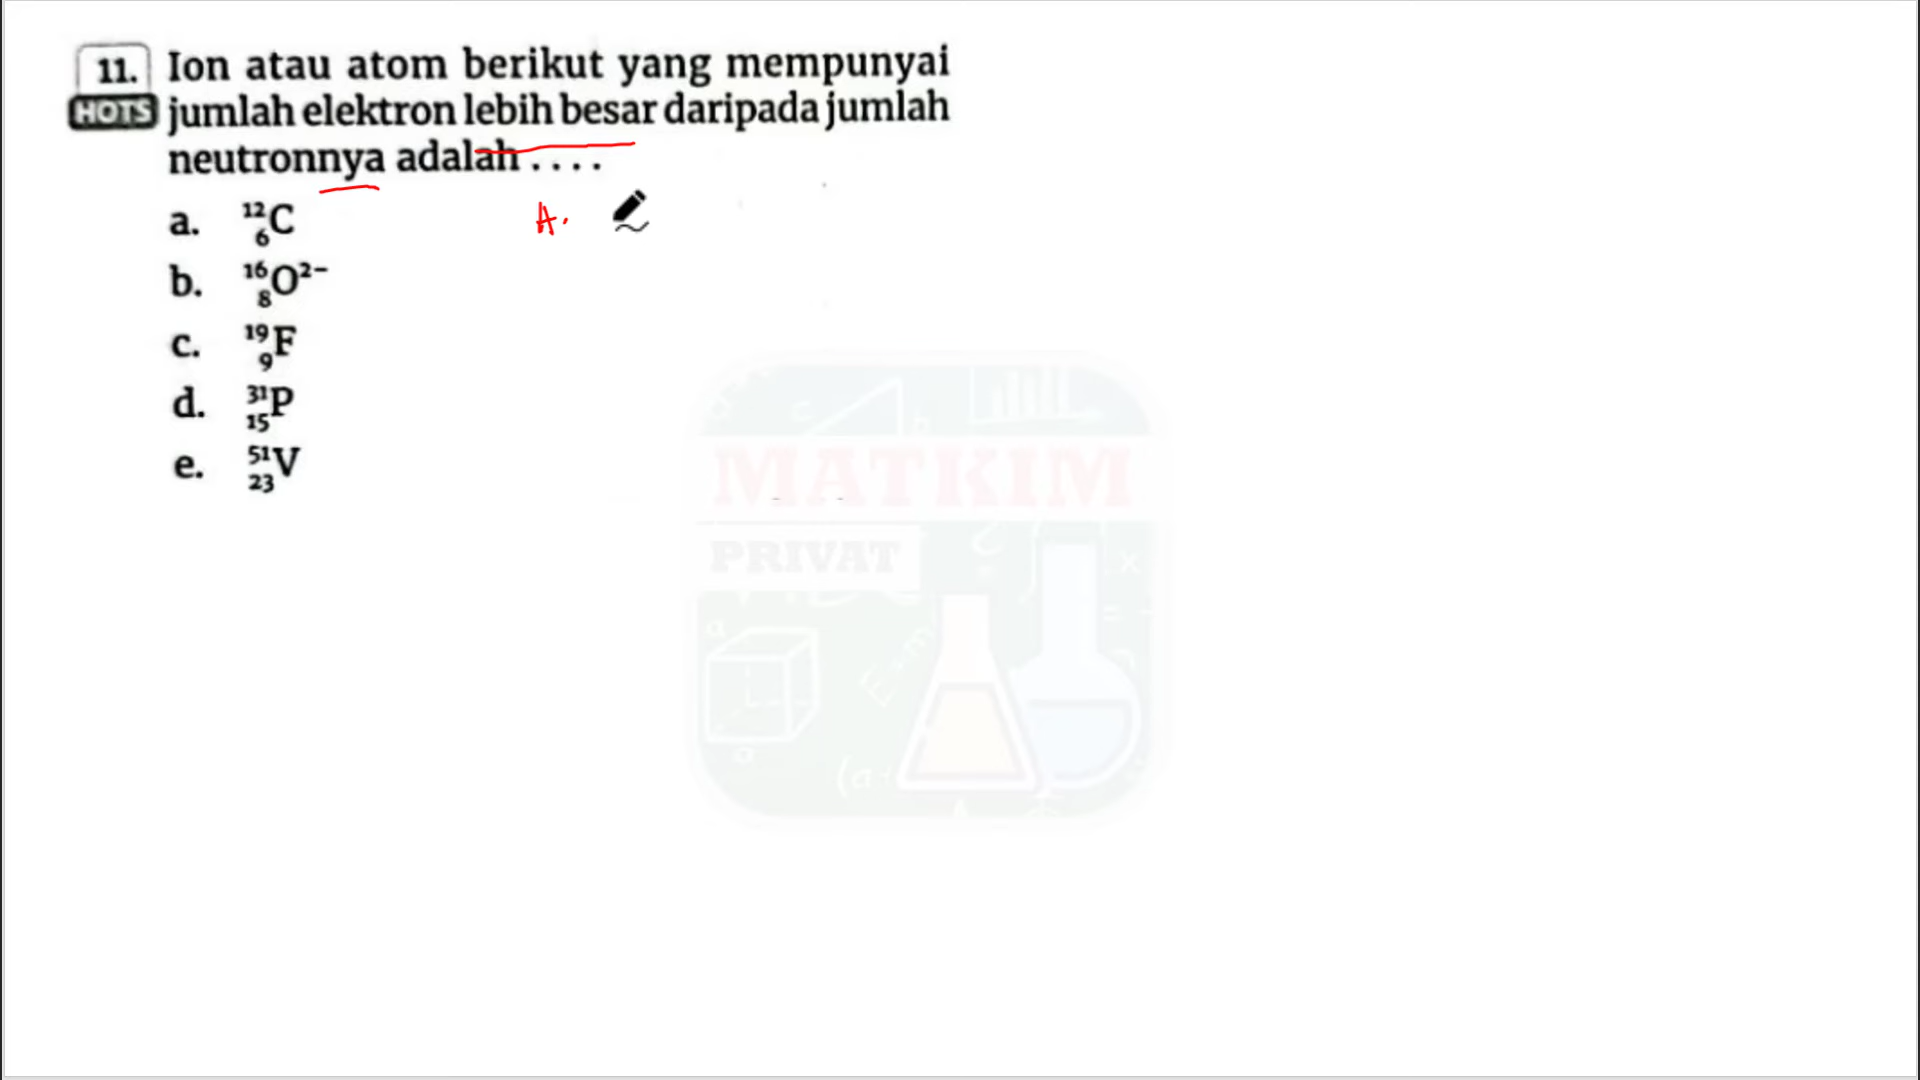 11. Ion atau atom berikut yang mempunyai
HOTS jumlah elektron lebih besar daripada jumlah
neutronnya adalah . . . .
a. ¹²₆C
A.
b. ¹⁶₈O²⁻
c. ¹⁹₉F
d. ³¹₁₅P
e. ⁵¹₂₃V
MATKIM
PRIVAT